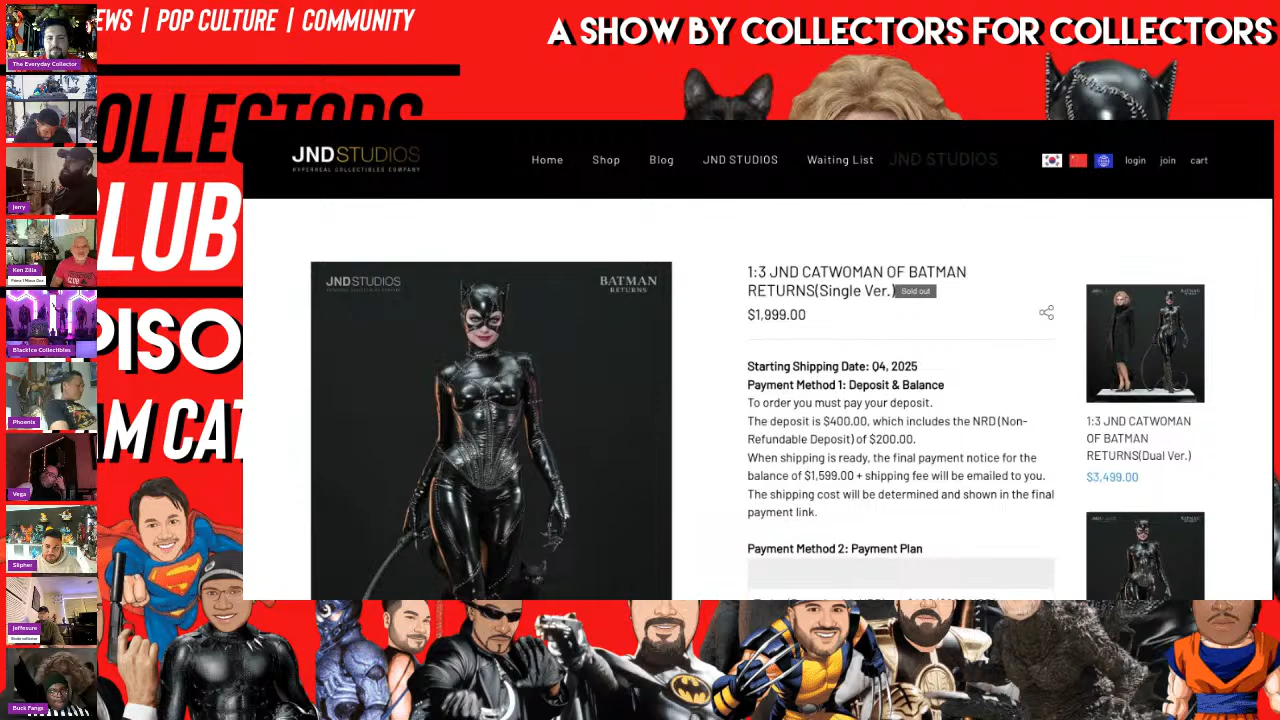 EWS | POP CULTURE | COMMUNITY
A SHOW BY COLLECTORS FOR COLLECTORS
OLLECTORS
LUB
PISO
AM CAT
The Everyday Collector
Jerry
Ken Zilla
BlackIce Collectibles
Phoenix
Vega
Slipher
Jeffesure
Buck Fango
JND STUDIOS
HYPERREAL COLLECTIBLES COMPANY
Home
Shop
Blog
JND STUDIOS
Waiting List
JND STUDIOS
login
join
cart
JND STUDIOS
BATMAN
RETURNS
1:3 JND CATWOMAN OF BATMAN
RETURNS(Single Ver.) Sold out
$1,999.00
Starting Shipping Date: Q4, 2025
Payment Method 1: Deposit & Balance
To order you must pay your deposit.
The deposit is $400.00, which includes the NRD(Non-
Refundable Deposit) of $200.00.
When shipping is ready, the final payment notice for the
balance of $1,599.00 + shipping fee will be emailed to you.
The shipping cost will be determined and shown in the final
payment link.
Payment Method 2: Payment Plan
1:3 JND CATWOMAN
OF BATMAN
RETURNS(Dual Ver.)
$3,499.00